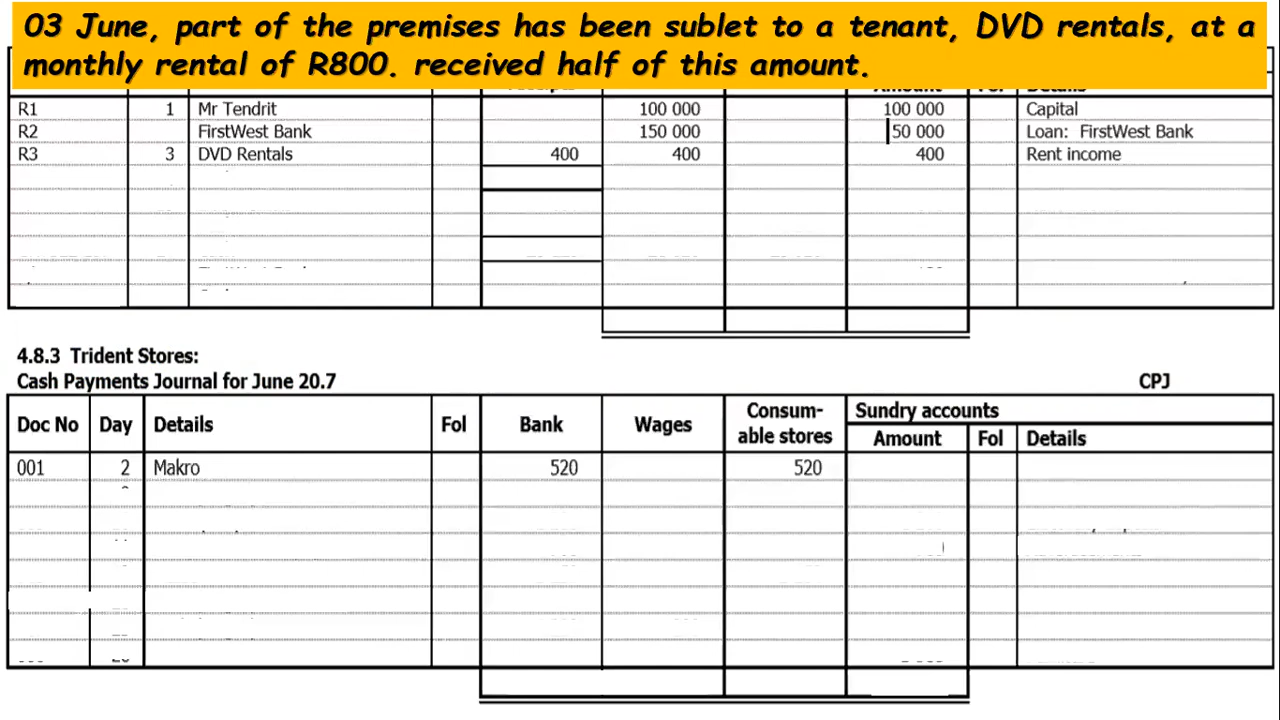 03 June, part of the premises has been sublet to a tenant, DVD rentals, at a
monthly rental of R800. received half of this amount.
R1 1 Mr Tendrit 100 000 100 000 Capital
R2 FirstWest Bank 150 000 50 000 Loan: FirstWest Bank
R3 3 DVD Rentals 400 400 400 Rent income
4.8.3 Trident Stores:
Cash Payments Journal for June 20.7 CPJ
Doc No Day Details Fol Bank Wages Consum-
able stores Sundry accounts
Amount Fol Details
001 2 Makro 520 520